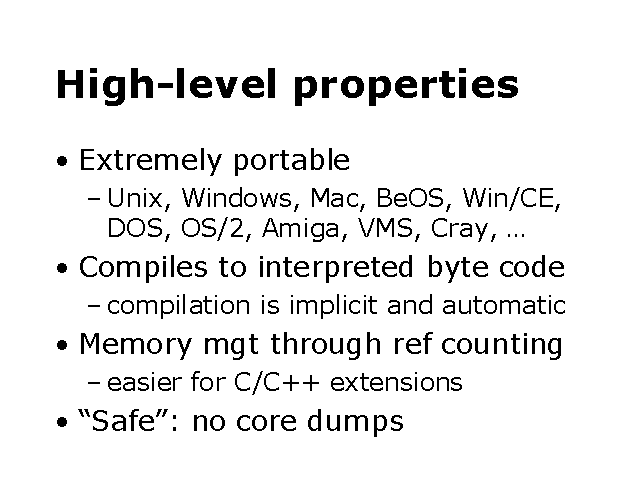 High-level properties
• Extremely portable
– Unix, Windows, Mac, BeOS, Win/CE,
DOS, OS/2, Amiga, VMS, Cray, …
• Compiles to interpreted byte code
– compilation is implicit and automatic
• Memory mgt through ref counting
– easier for C/C++ extensions
• “Safe”: no core dumps